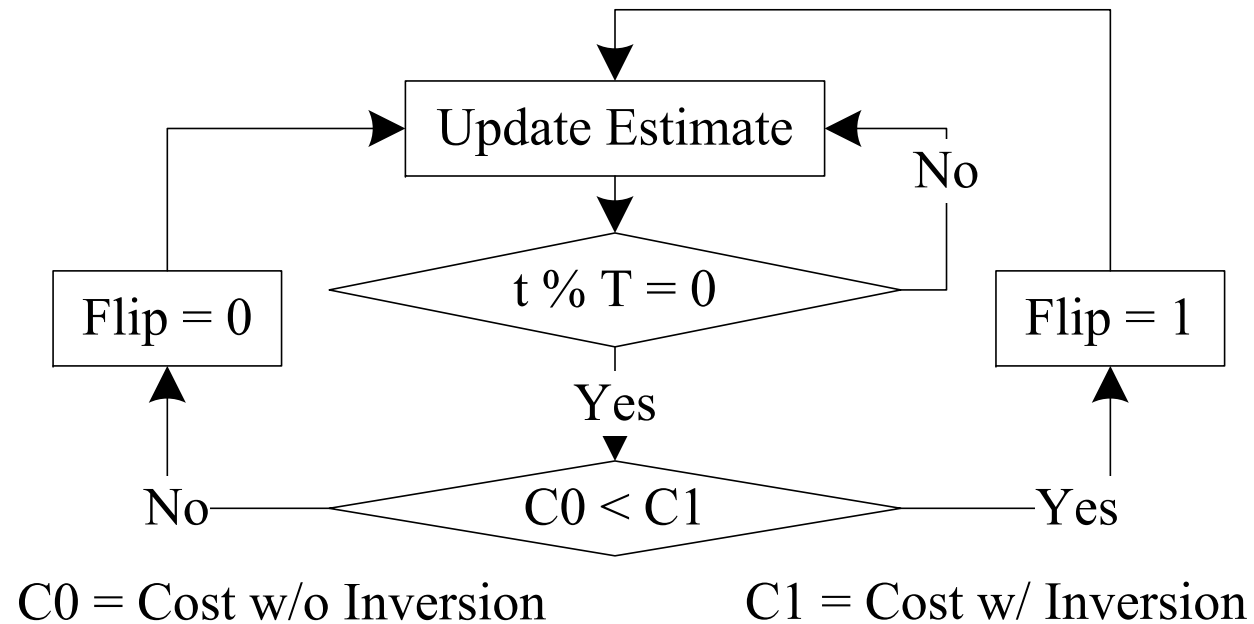 Update Estimate
No
t % T = 0
Flip = 0
Flip = 1
Yes
C0 < C1
No
Yes
C0 = Cost w/o Inversion
C1 = Cost w/ Inversion